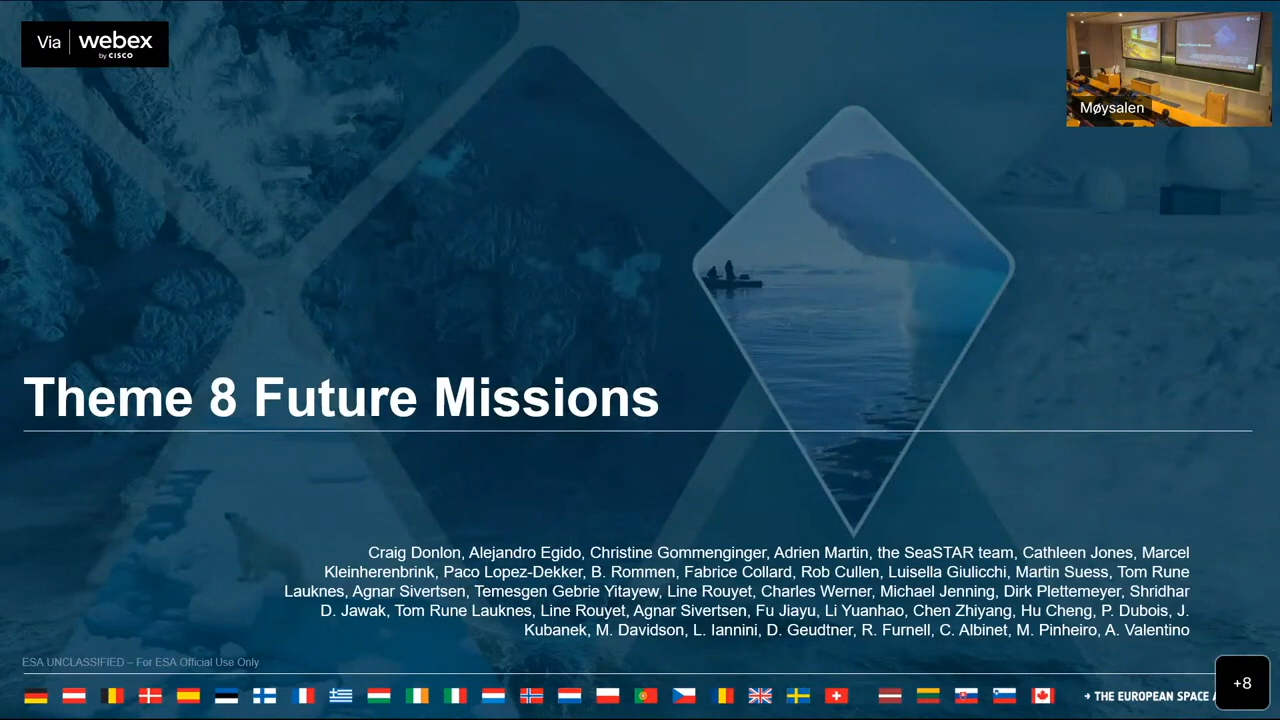 Via webex
by CISCO
Møysalen
Theme 8 Future Missions
Craig Donlon, Alejandro Egido, Christine Gommenginger, Adrien Martin, the SeaSTAR team, Cathleen Jones, Marcel
Kleinherenbrink, Paco Lopez-Dekker, B. Rommen, Fabrice Collard, Rob Cullen, Luisella Giulicchi, Martin Suess, Tom Rune
Lauknes, Agnar Sivertsen, Temesgen Gebrie Yitayew, Line Rouyet, Charles Werner, Michael Jenning, Dirk Plettemeyer, Shridhar
D. Jawak, Tom Rune Lauknes, Line Rouyet, Agnar Sivertsen, Fu Jiayu, Li Yuanhao, Chen Zhiyang, Hu Cheng, P. Dubois, J.
Kubanek, M. Davidson, L. Iannini, D. Geudtner, R. Furnell, C. Albinet, M. Pinheiro, A. Valentino
ESA UNCLASSIFIED – For ESA Official Use Only
→ THE EUROPEAN SPACE A
+8